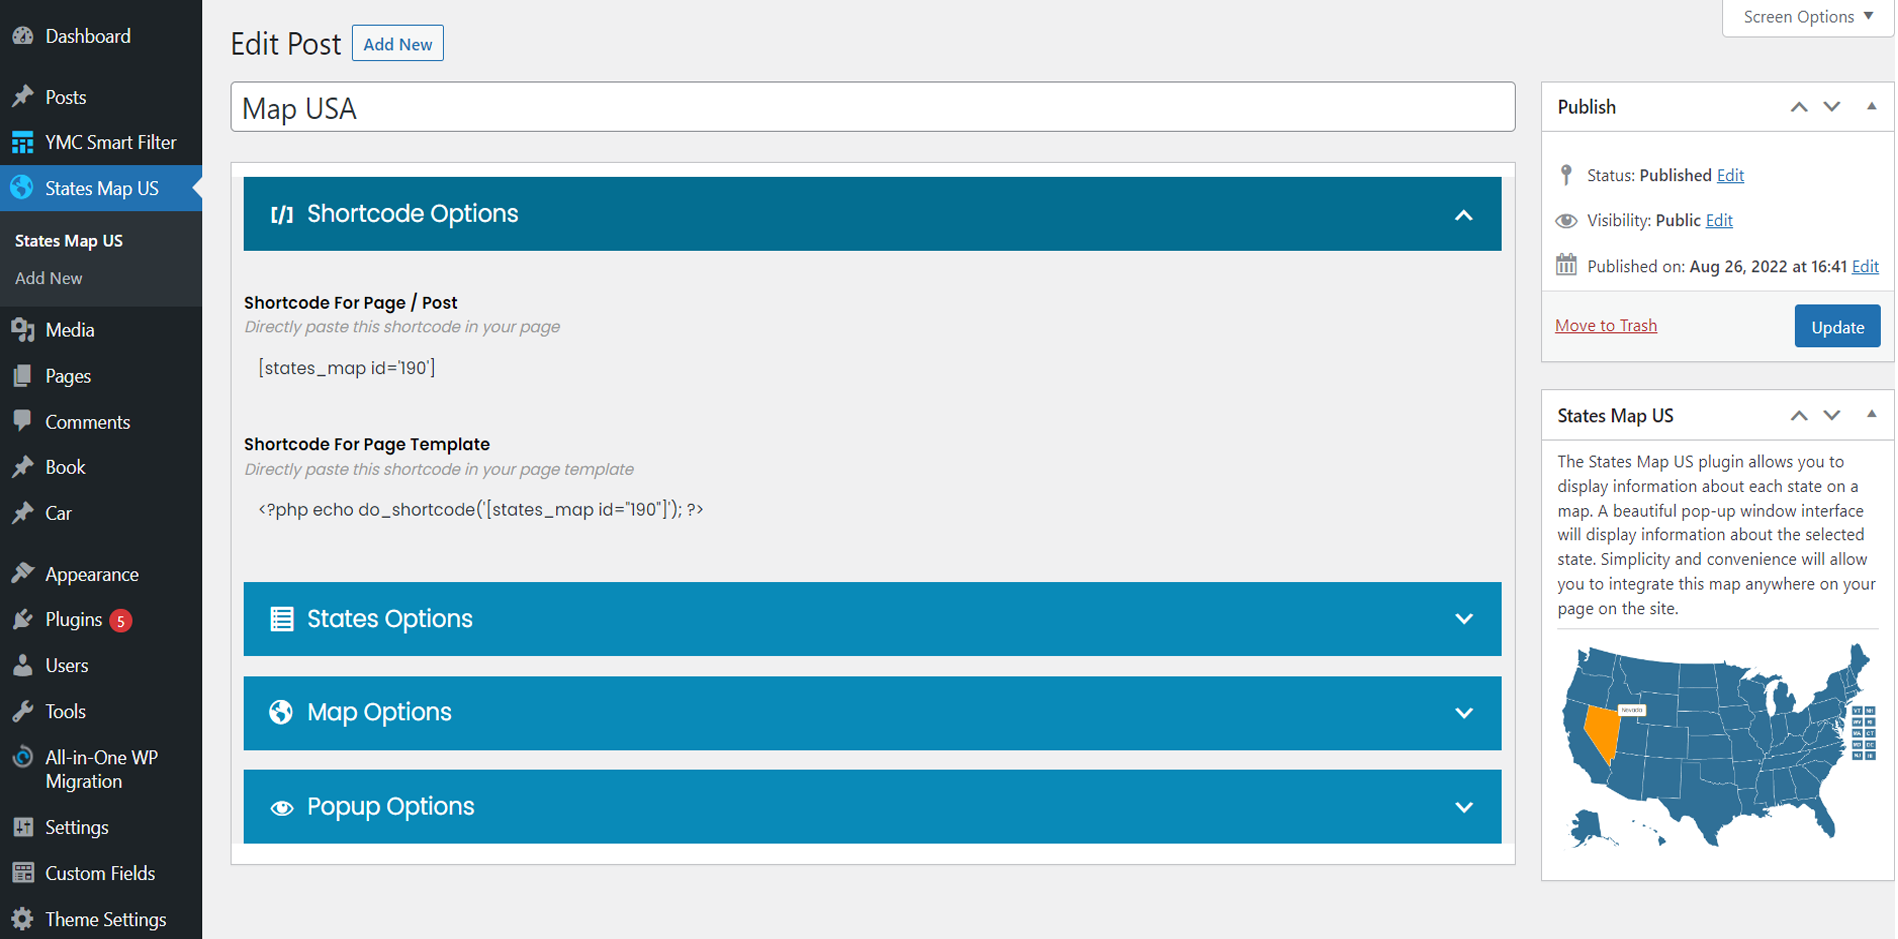 Dashboard
Posts
YMC Smart Filter
States Map US
States Map US
Add New
Media
Pages
Comments
Book
Car
Appearance
Plugins 5
Users
Tools
All-in-One WP
Migration
Settings
Custom Fields
Theme Settings
Screen Options
Edit Post Add New
Map USA
[/] Shortcode Options
Shortcode For Page / Post
Directly paste this shortcode in your page
[states_map id='190']
Shortcode For Page Template
Directly paste this shortcode in your page template
<?php echo do_shortcode('[states_map id="190"]'); ?>
States Options
Map Options
Popup Options
Publish
Status: Published Edit
Visibility: Public Edit
Published on: Aug 26, 2022 at 16:41 Edit
Move to Trash Update
States Map US
The States Map US plugin allows you to
display information about each state on a
map. A beautiful pop-up window interface
will display information about the selected
state. Simplicity and convenience will allow
you to integrate this map anywhere on your
page on the site.
Nevada
VT NH
MA CT
MD DC